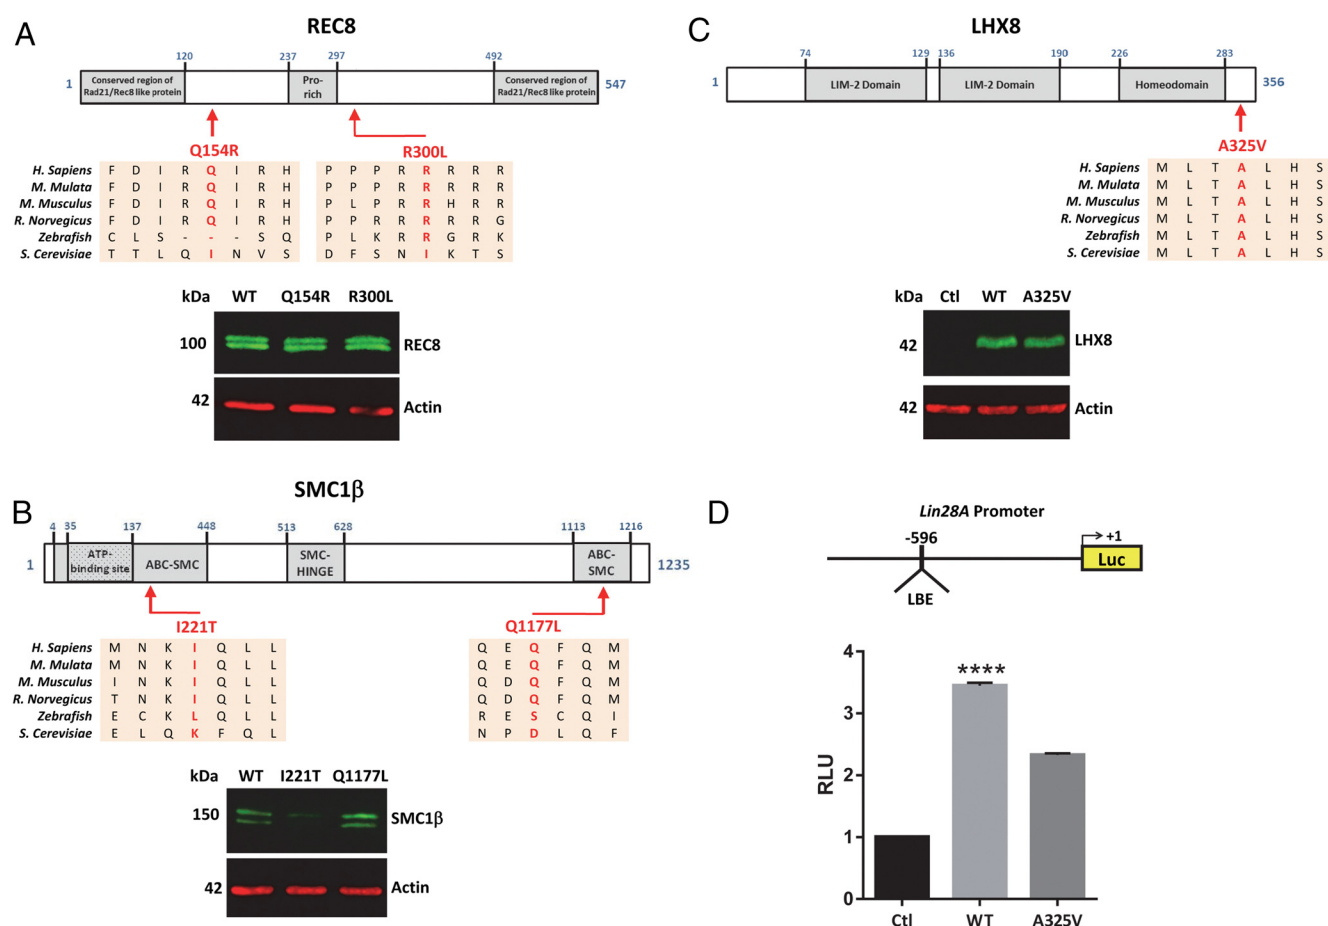 A
REC8
120 237 297 492
1 Conserved region of Rad21/Rec8 like protein Pro-rich Conserved region of Rad21/Rec8 like protein 547
Q154R R300L
H. Sapiens F D I R Q I R H P P P R R R R R
M. Mulata F D I R Q I R H P P P R R R R R
M. Musculus F D I R Q I R H P L P R R H R R
R. Norvegicus F D I R Q I R H P P P R R R R G
Zebrafish C L S - - - S Q P L K R R G R K
S. Cerevisiae T T L Q I N V S D F S N I K T S
kDa WT Q154R R300L
100 REC8
42 Actin
B
SMC1β
4 35 137 448 513 628 1113 1216
1 ATP-binding site ABC-SMC SMC-HINGE ABC-SMC 1235
I221T Q1177L
H. Sapiens M N K I Q L L Q E Q F Q M
M. Mulata M N K I Q L L Q E Q F Q M
M. Musculus I N K I Q L L Q D Q F Q M
R. Norvegicus T N K I Q L L Q D Q F Q M
Zebrafish E C K L Q L L R E S C Q I
S. Cerevisiae E L Q K F Q L N P D L Q F
kDa WT I221T Q1177L
150 SMC1β
42 Actin
C
LHX8
74 129 136 190 226 283
1 LIM-2 Domain LIM-2 Domain Homeodomain 356
A325V
H. Sapiens M L T A L H S
M. Mulata M L T A L H S
M. Musculus M L T A L H S
R. Norvegicus M L T A L H S
Zebrafish M L T A L H S
S. Cerevisiae M L T A L H S
kDa Ctl WT A325V
42 LHX8
42 Actin
D
Lin28A Promoter
-596 +1
Luc
LBE
RLU
4
3
2
1
0
****
Ctl WT A325V